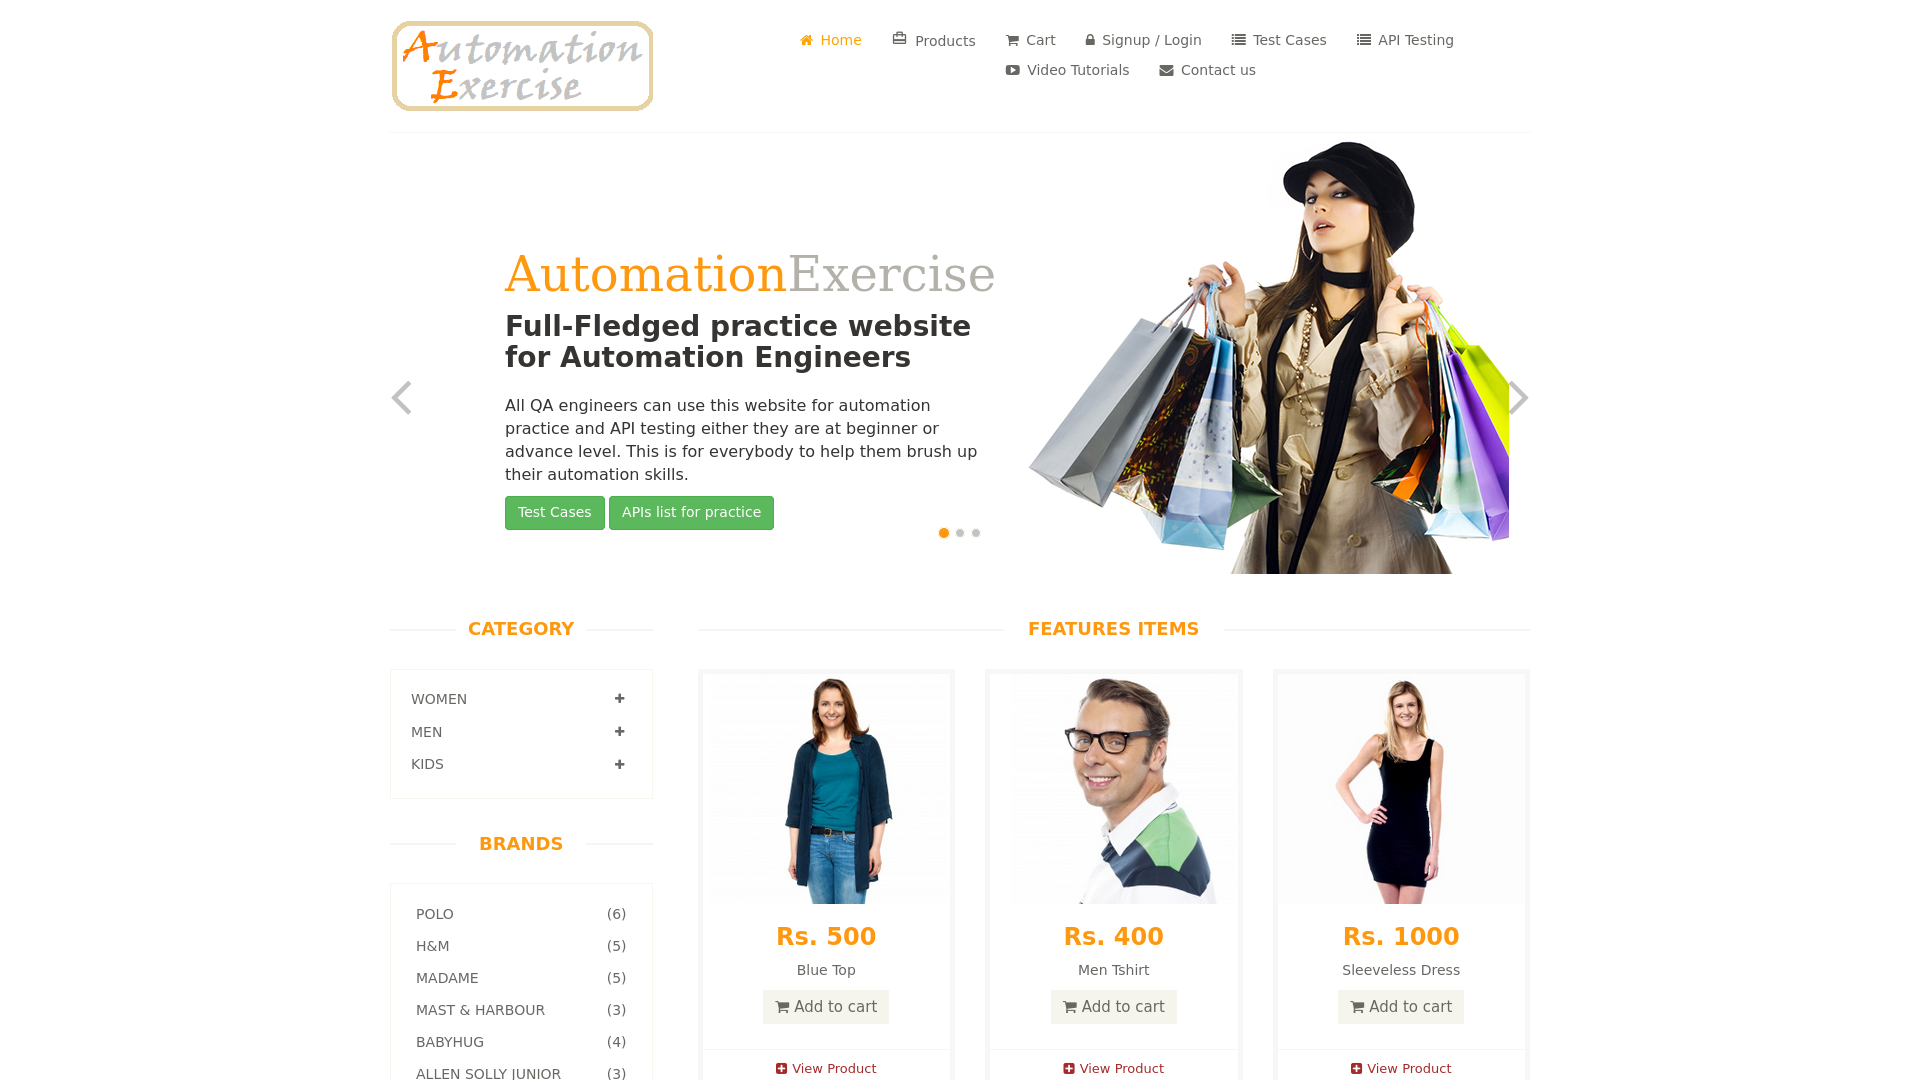 Automation
Exercise
Home
Products
Cart
Signup / Login
Test Cases
API Testing
Video Tutorials
Contact us
AutomationExercise
Full-Fledged practice website
for Automation Engineers
All QA engineers can use this website for automation
practice and API testing either they are at beginner or
advance level. This is for everybody to help them brush up
their automation skills.
Test Cases
APIs list for practice
CATEGORY
WOMEN
MEN
KIDS
BRANDS
POLO (6)
H&M (5)
MADAME (5)
MAST & HARBOUR (3)
BABYHUG (4)
ALLEN SOLLY JUNIOR (3)
FEATURES ITEMS
Rs. 500
Blue Top
Add to cart
View Product
Rs. 400
Men Tshirt
Add to cart
View Product
Rs. 1000
Sleeveless Dress
Add to cart
View Product